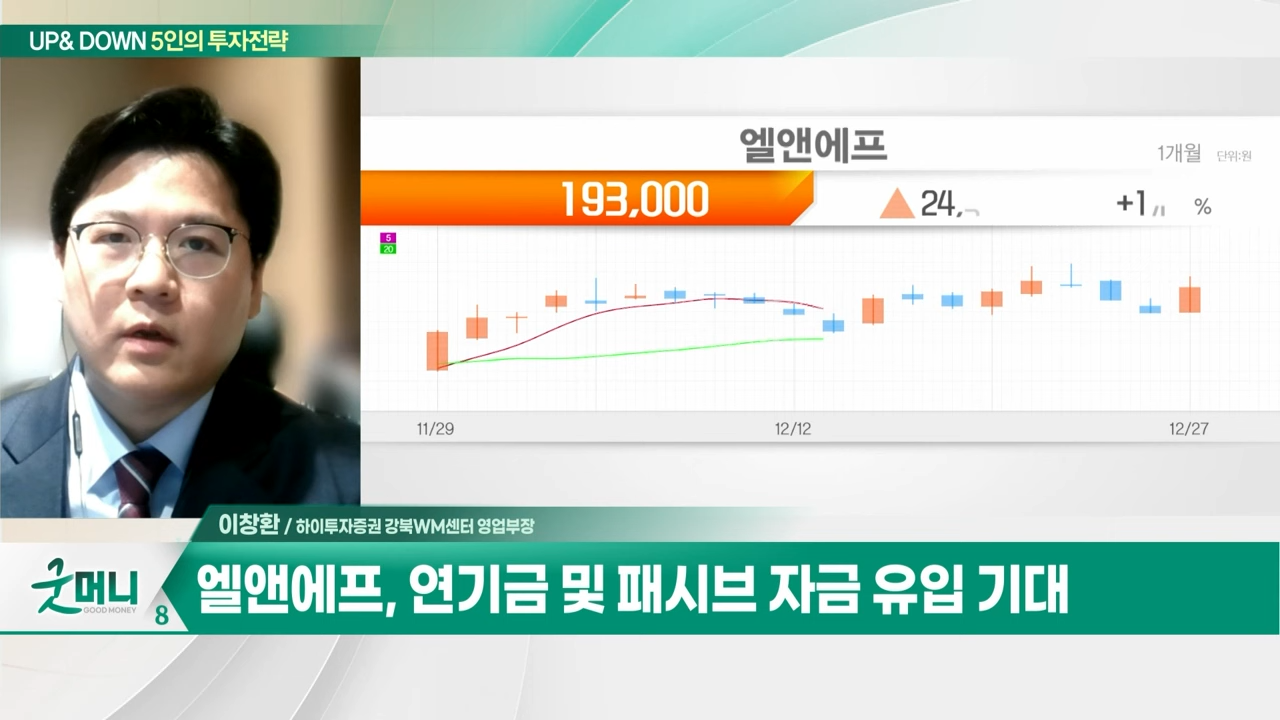 UP& DOWN 5인의 투자전략
엘앤에프
1개월 단위:원
193,000
▲ 24,
+1 %
5
20
11/29 12/12 12/27
이창환 / 하이투자증권 강북WM센터 영업부장
굿머니
GOOD MONEY
8
엘앤에프, 연기금 및 패시브 자금 유입 기대